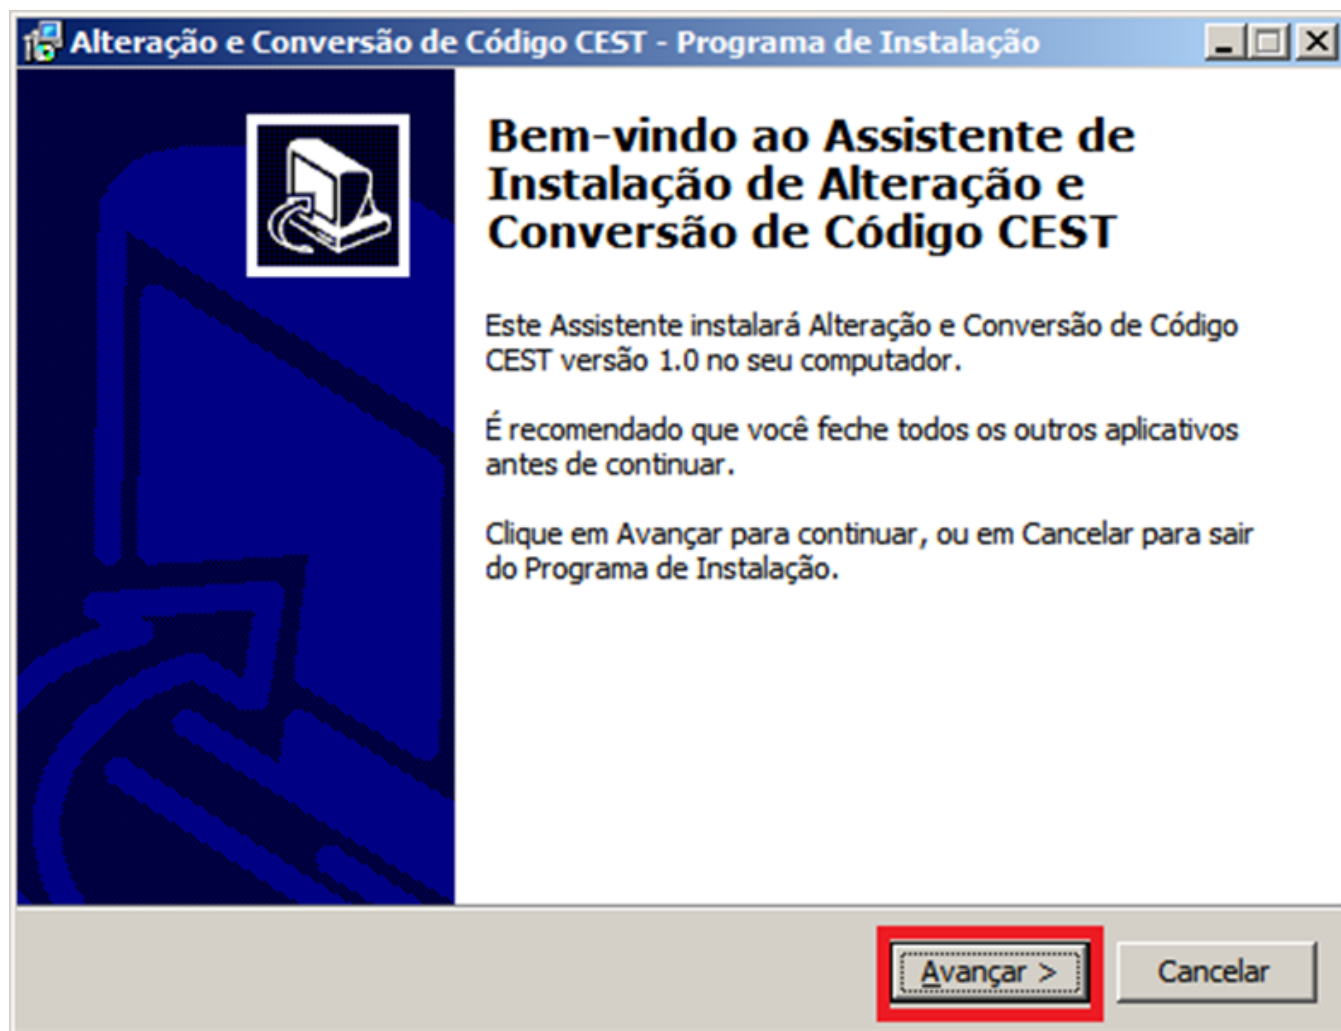 Alteração e Conversão de Código CEST - Programa de Instalação
Bem-vindo ao Assistente de
Instalação de Alteração e
Conversão de Código CEST
Este Assistente instalará Alteração e Conversão de Código
CEST versão 1.0 no seu computador.
É recomendado que você feche todos os outros aplicativos
antes de continuar.
Clique em Avançar para continuar, ou em Cancelar para sair
do Programa de Instalação.
Avançar >
Cancelar